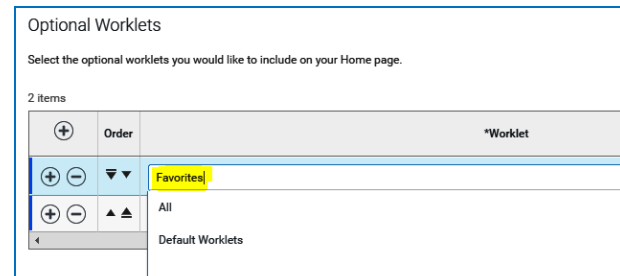 Optional Worklets
Select the optional worklets you would like to include on your Home page.
2 items
Order *Worklet
Favorites
All
Default Worklets